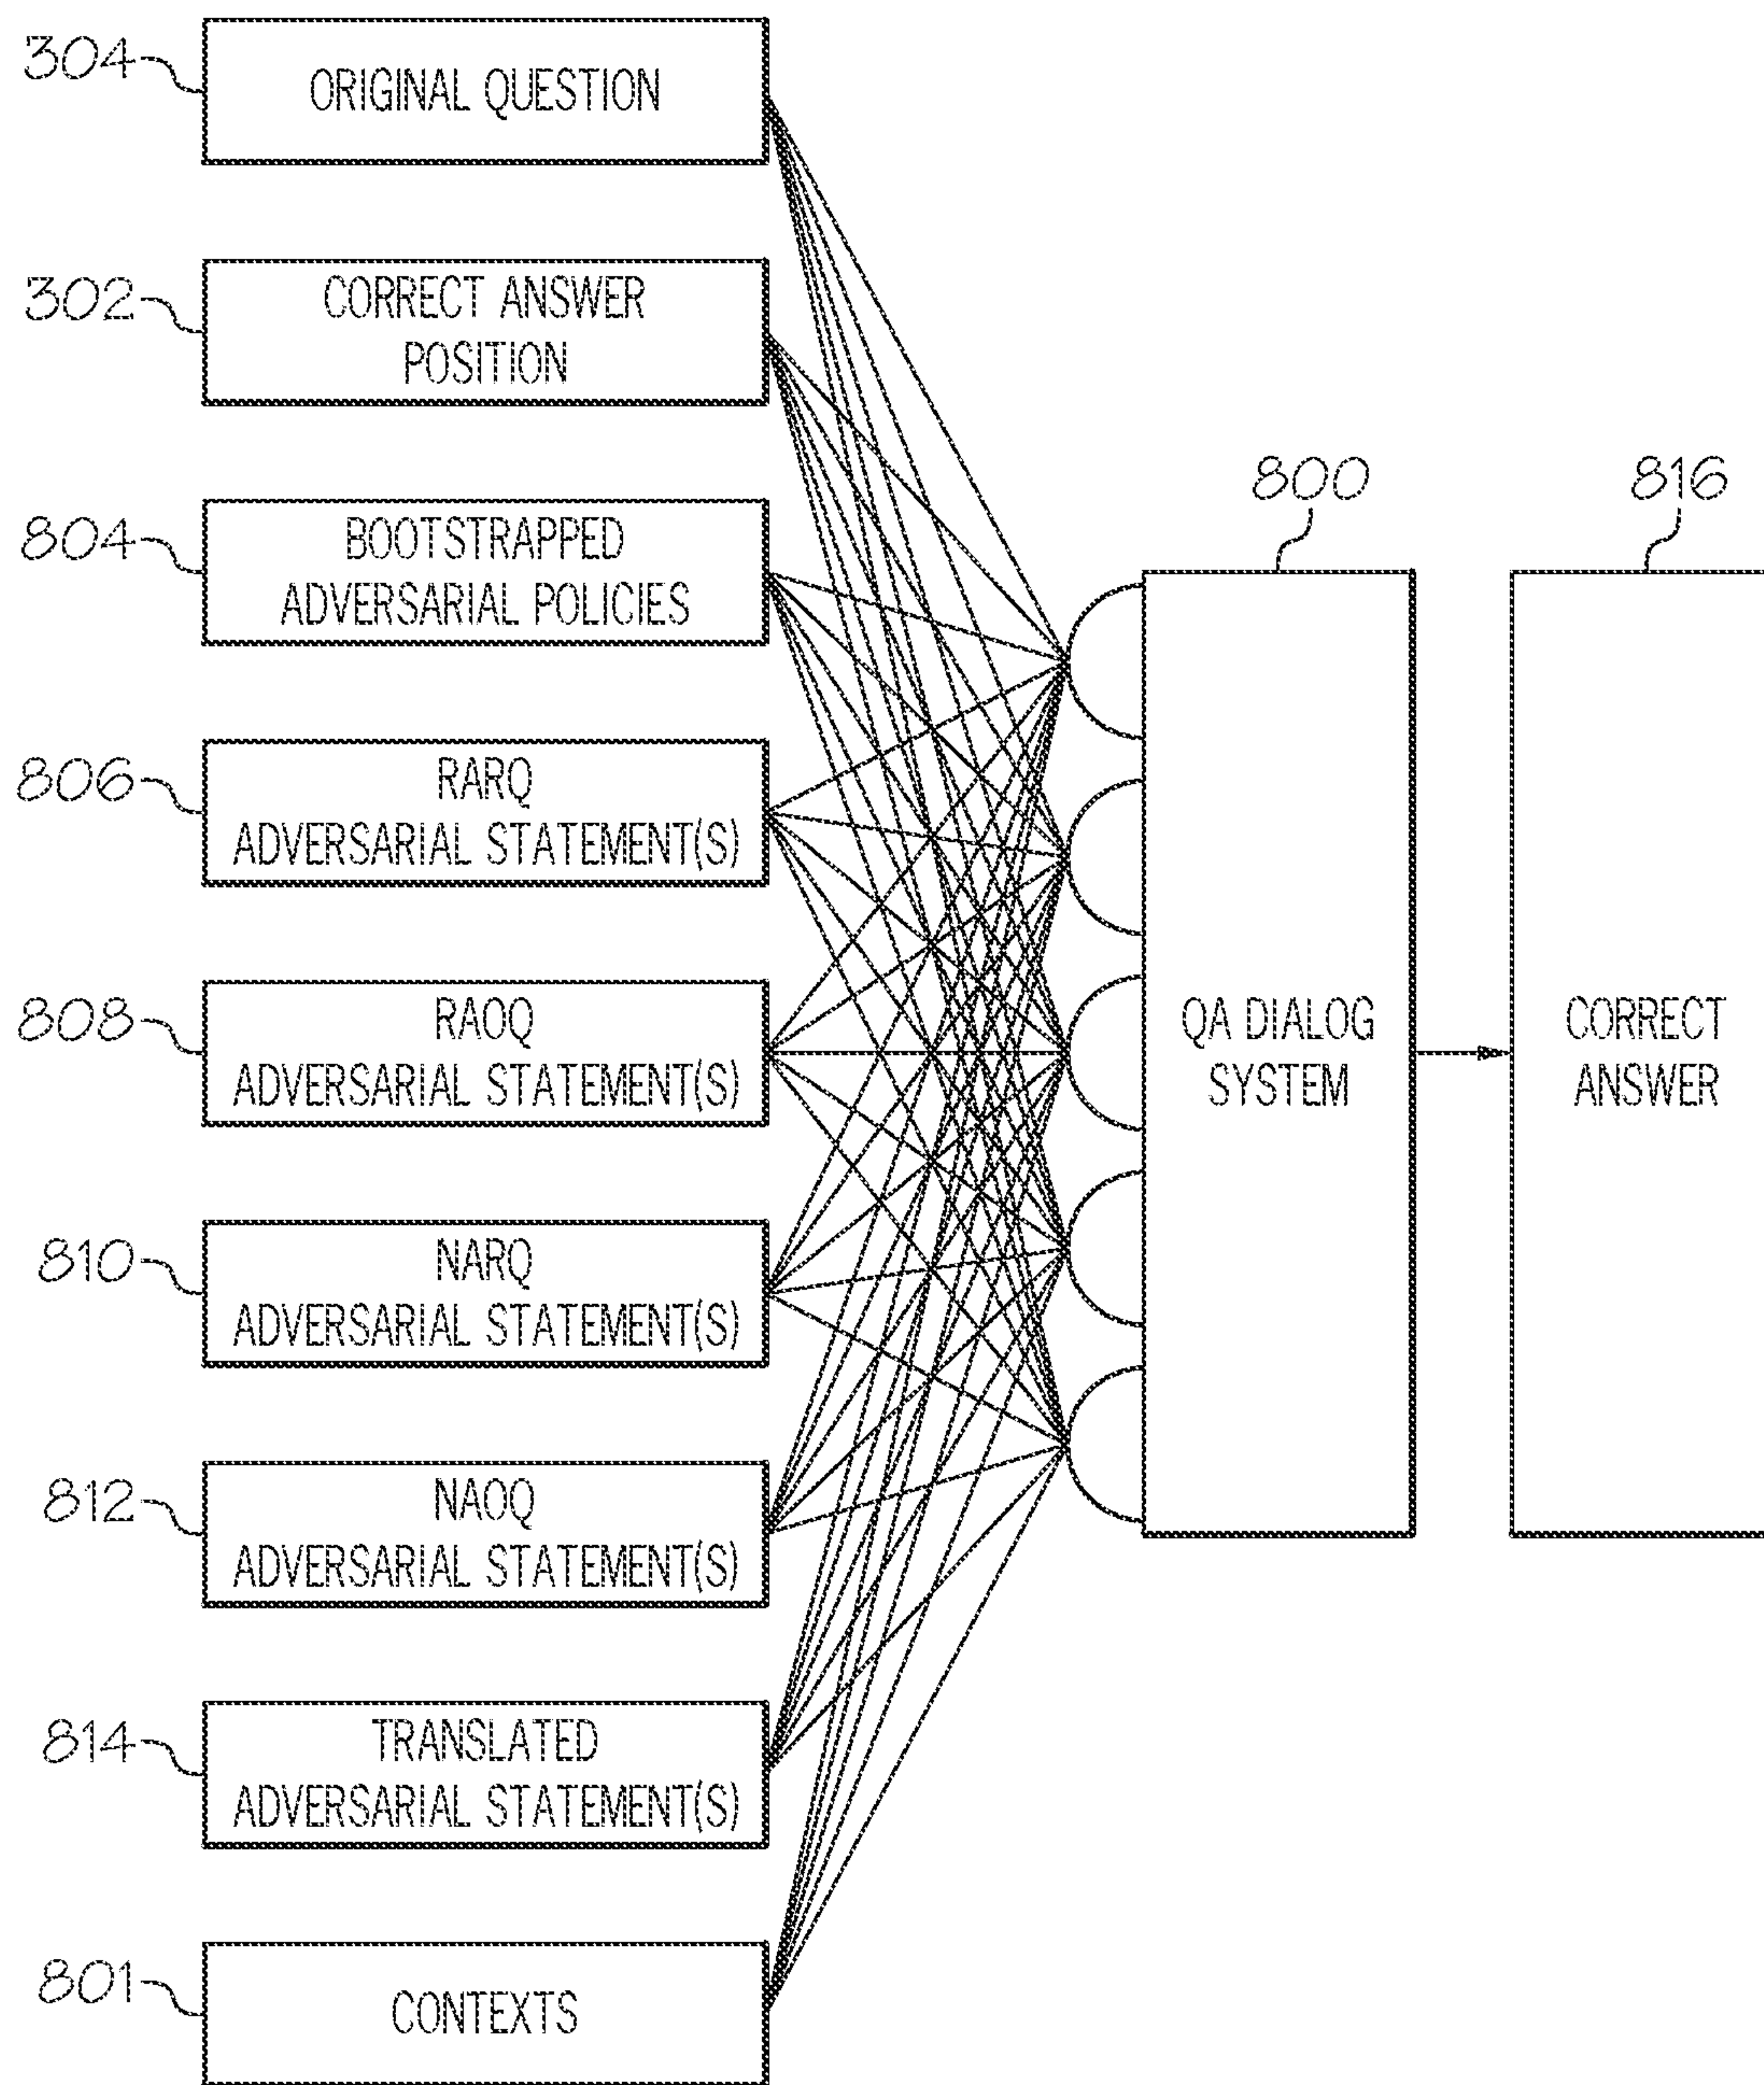 304
ORIGINAL QUESTION
302
CORRECT ANSWER
POSITION
804
BOOTSTRAPPED
ADVERSARIAL POLICIES
806
RARQ
ADVERSARIAL STATEMENT(S)
808
RAOQ
ADVERSARIAL STATEMENT(S)
810
NARQ
ADVERSARIAL STATEMENT(S)
812
NAOQ
ADVERSARIAL STATEMENT(S)
814
TRANSLATED
ADVERSARIAL STATEMENT(S)
801
CONTEXTS
800
QA DIALOG
SYSTEM
816
CORRECT
ANSWER